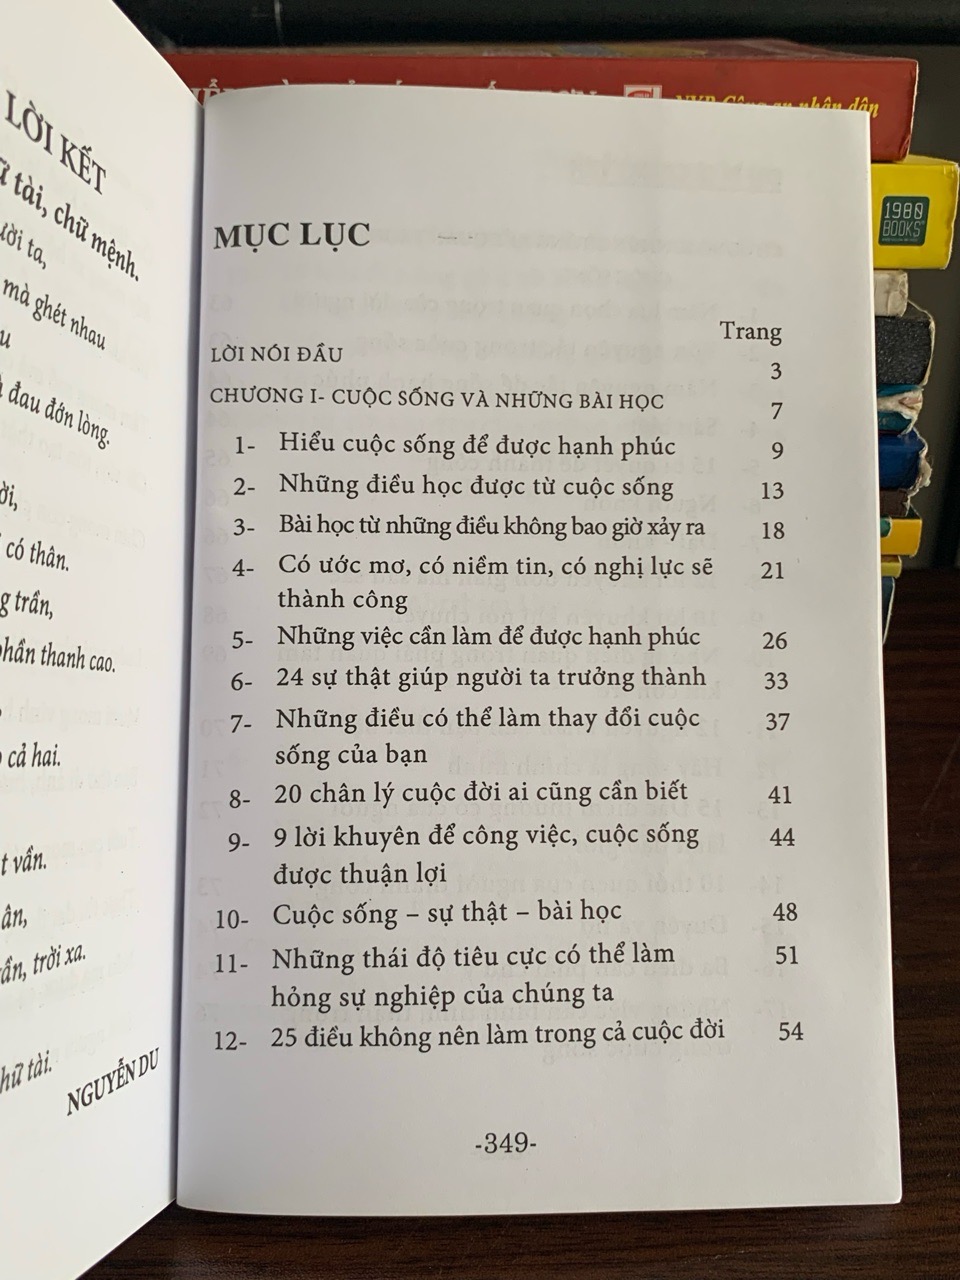 LỜI KẾT
tài, chữ mệnh.
ta,
mà ghét nhau
đau đớn lòng.
có thân.
trần,
thanh cao.
cả hai.
vần.
trời xa.
tài.
NGUYỄN DU
NXB Công an nhân dân
1980
BOOKS
MỤC LỤC
Trang
LỜI NÓI ĐẦU 3
CHƯƠNG I- CUỘC SỐNG VÀ NHỮNG BÀI HỌC 7
1- Hiểu cuộc sống để được hạnh phúc 9
2- Những điều học được từ cuộc sống 13
3- Bài học từ những điều không bao giờ xảy ra 18
4- Có ước mơ, có niềm tin, có nghị lực sẽ 21
thành công
5- Những việc cần làm để được hạnh phúc 26
6- 24 sự thật giúp người ta trưởng thành 33
7- Những điều có thể làm thay đổi cuộc 37
sống của bạn
8- 20 chân lý cuộc đời ai cũng cần biết 41
9- 9 lời khuyên để công việc, cuộc sống 44
được thuận lợi
10- Cuộc sống – sự thật – bài học 48
11- Những thái độ tiêu cực có thể làm 51
hỏng sự nghiệp của chúng ta
12- 25 điều không nên làm trong cả cuộc đời 54
-349-